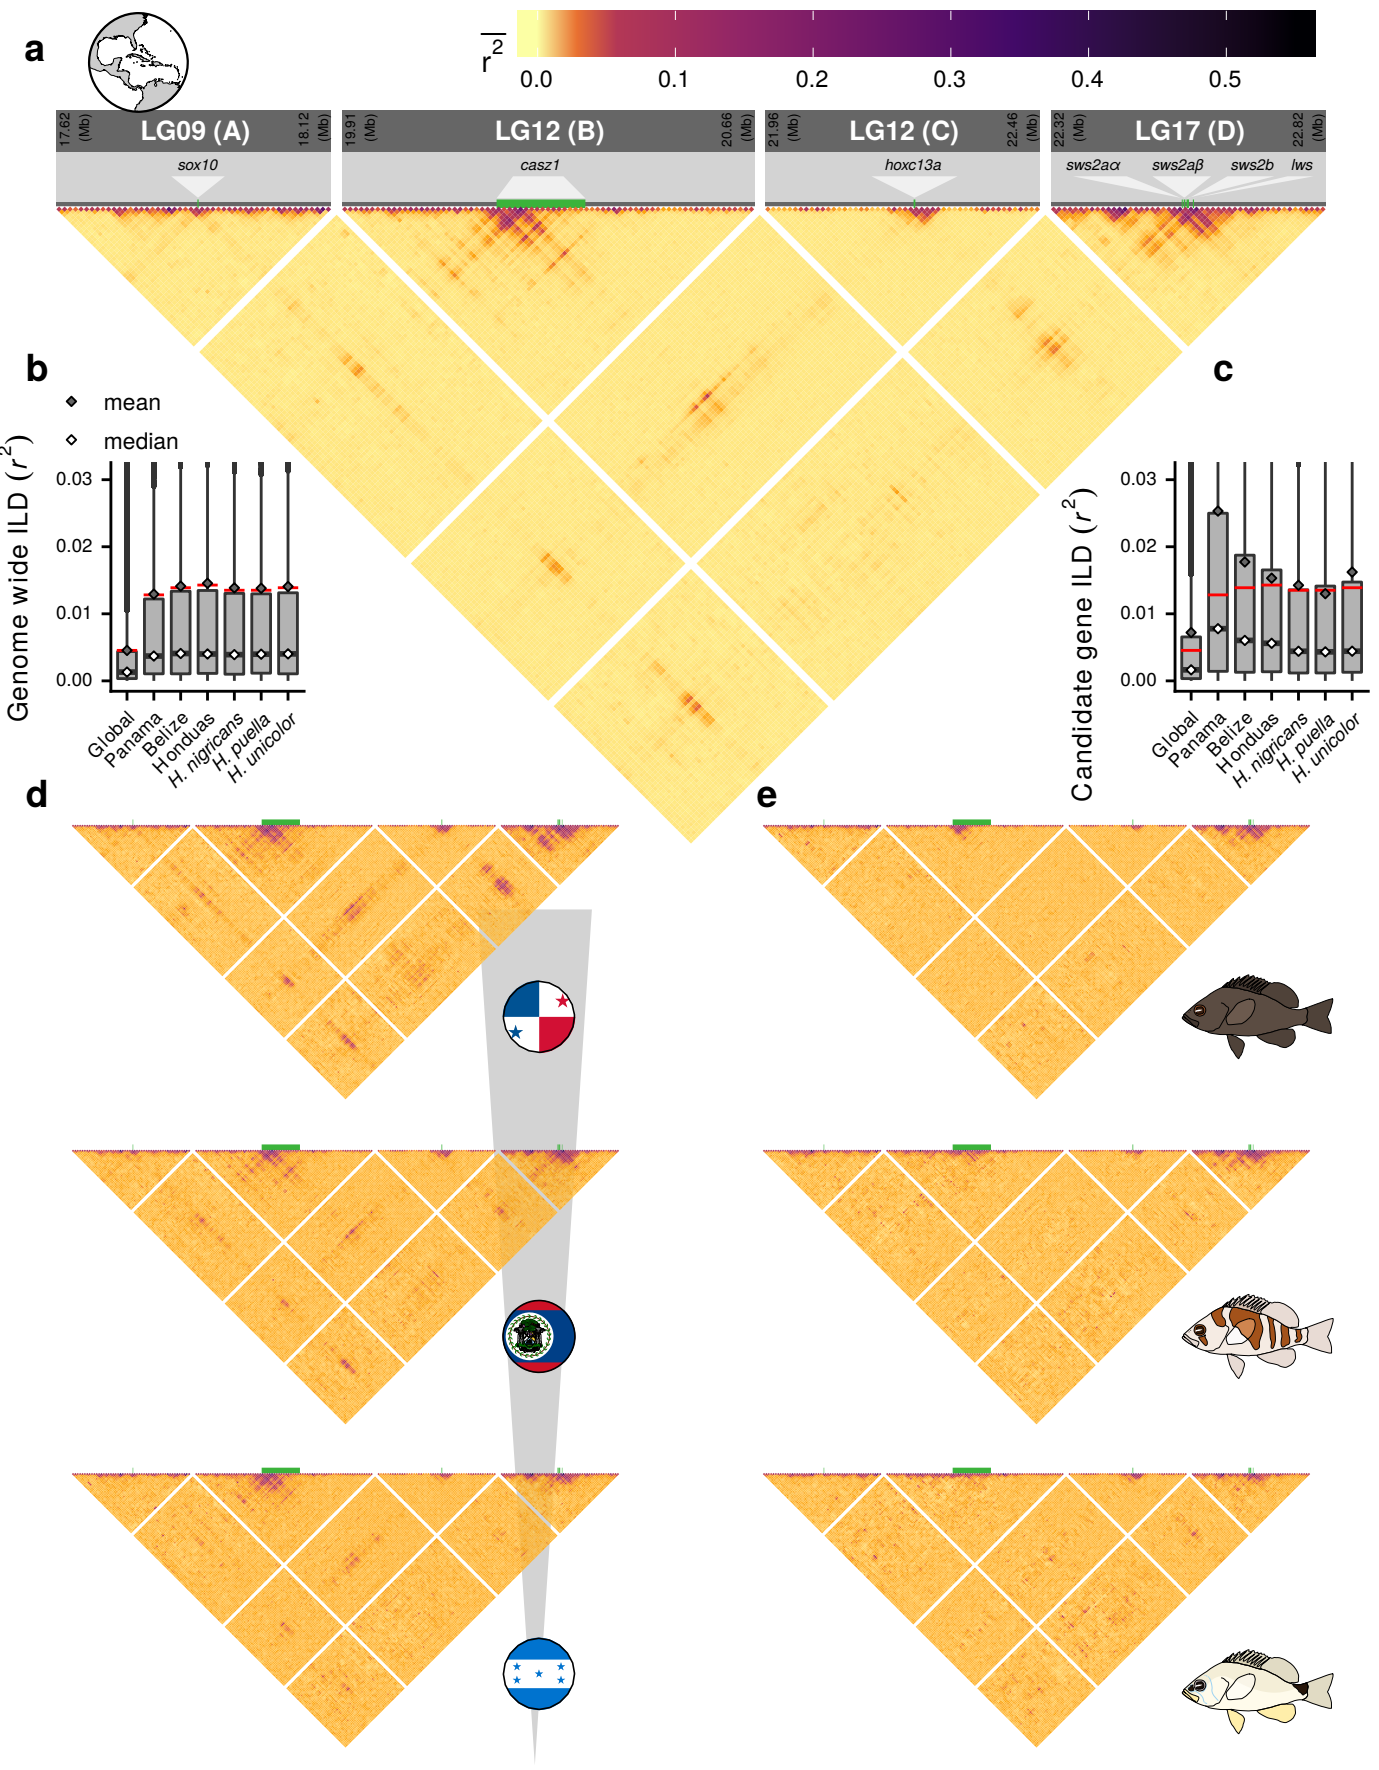 a
r2
0.0 0.1 0.2 0.3 0.4 0.5
17.62 (Mb) LG09 (A) 18.12 (Mb)
19.91 (Mb) LG12 (B) 20.66 (Mb)
21.96 (Mb) LG12 (C) 22.46 (Mb)
22.32 (Mb) LG17 (D) 22.82 (Mb)
sox10 casz1 hoxc13a sws2aα sws2aβ sws2b lws
b
mean
median
Genome wide ILD (r2)
0.03
0.02
0.01
0.00
Global
Panama
Belize
Honduas
H. nigricans
H. puella
H. unicolor
c
Candidate gene ILD (r2)
0.03
0.02
0.01
0.00
Global
Panama
Belize
Honduas
H. nigricans
H. puella
H. unicolor
d
e